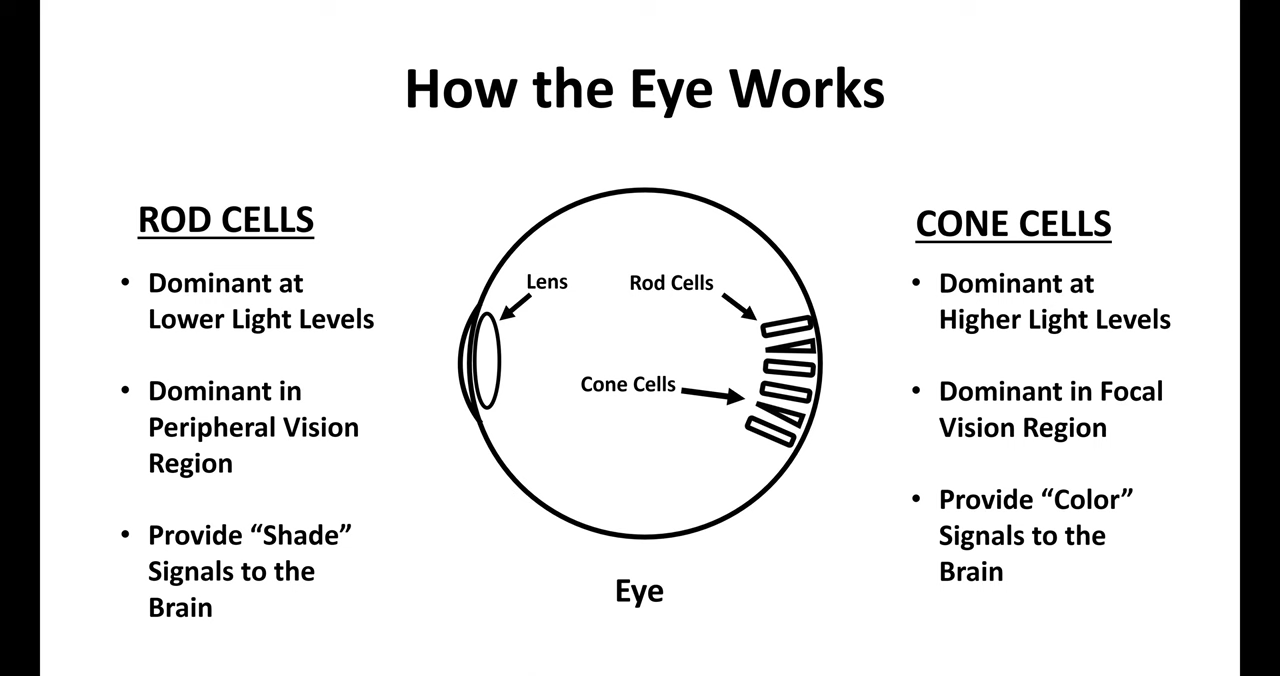 How the Eye Works
ROD CELLS
• Dominant at
Lower Light Levels
• Dominant in
Peripheral Vision
Region
• Provide “Shade”
Signals to the
Brain
Lens
Rod Cells
Cone Cells
Eye
CONE CELLS
• Dominant at
Higher Light Levels
• Dominant in Focal
Vision Region
• Provide “Color”
Signals to the
Brain